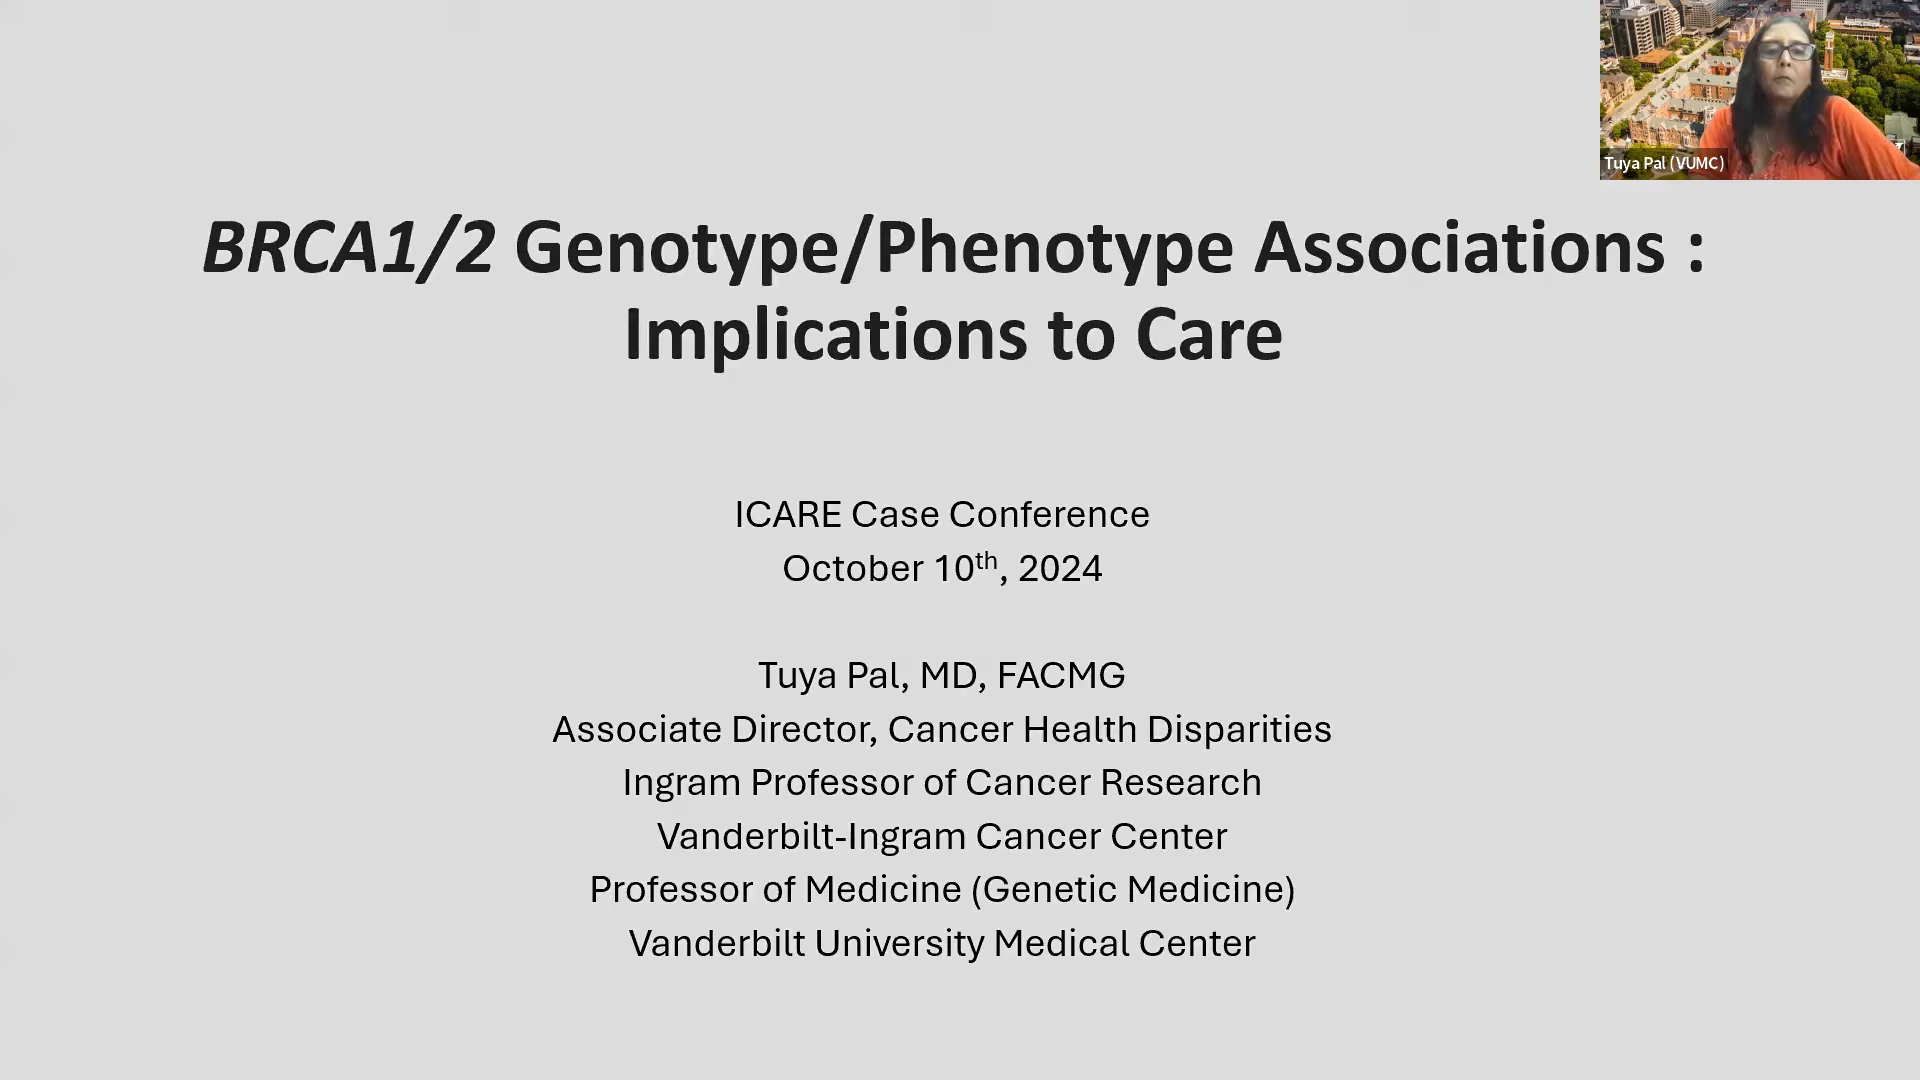 Tuya Pal (VUMC)
BRCA1/2 Genotype/Phenotype Associations :
Implications to Care
ICARE Case Conference
October 10th, 2024
Tuya Pal, MD, FACMG
Associate Director, Cancer Health Disparities
Ingram Professor of Cancer Research
Vanderbilt-Ingram Cancer Center
Professor of Medicine (Genetic Medicine)
Vanderbilt University Medical Center